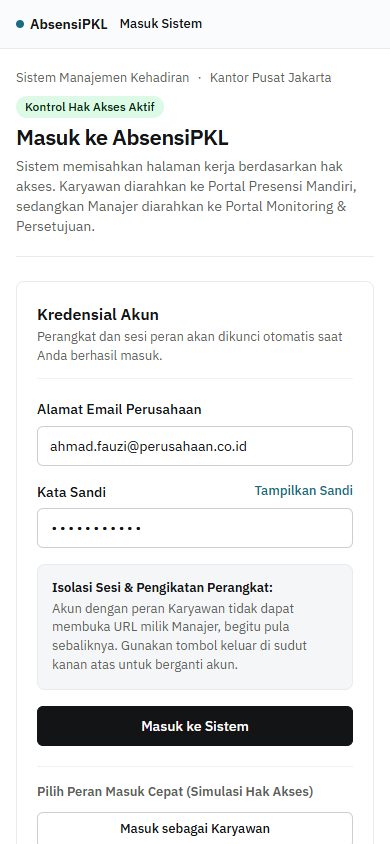 AbsensiPKL Masuk Sistem
Sistem Manajemen Kehadiran · Kantor Pusat Jakarta
Kontrol Hak Akses Aktif
Masuk ke AbsensiPKL
Sistem memisahkan halaman kerja berdasarkan hak
akses. Karyawan diarahkan ke Portal Presensi Mandiri,
sedangkan Manajer diarahkan ke Portal Monitoring &
Persetujuan.
Kredensial Akun
Perangkat dan sesi peran akan dikunci otomatis saat
Anda berhasil masuk.
Alamat Email Perusahaan
ahmad.fauzi@perusahaan.co.id
Kata Sandi Tampilkan Sandi
•••••••••••
Isolasi Sesi & Pengikatan Perangkat:
Akun dengan peran Karyawan tidak dapat
membuka URL milik Manajer, begitu pula
sebaliknya. Gunakan tombol keluar di sudut
kanan atas untuk berganti akun.
Masuk ke Sistem
Pilih Peran Masuk Cepat (Simulasi Hak Akses)
Masuk sebagai Karyawan